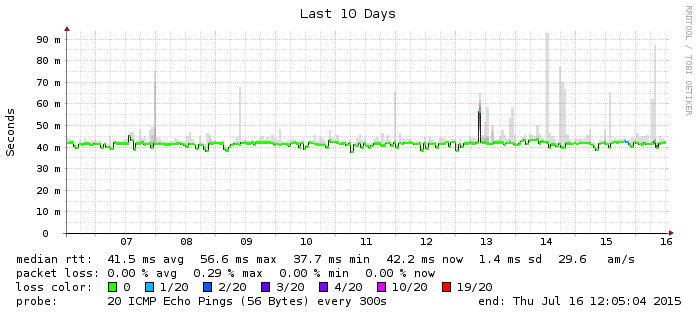 Last 10 Days
RRDTOOL / TOBI OETIKER
Seconds
90 m
80 m
70 m
60 m
50 m
40 m
30 m
20 m
10 m
0
07 08 09 10 11 12 13 14 15 16
median rtt: 41.5 ms avg 56.6 ms max 37.7 ms min 42.2 ms now 1.4 ms sd 29.6 am/s
packet loss: 0.00 % avg 0.29 % max 0.00 % min 0.00 % now
loss color: 0 1/20 2/20 3/20 4/20 10/20 19/20
probe: 20 ICMP Echo Pings (56 Bytes) every 300s end: Thu Jul 16 12:05:04 2015